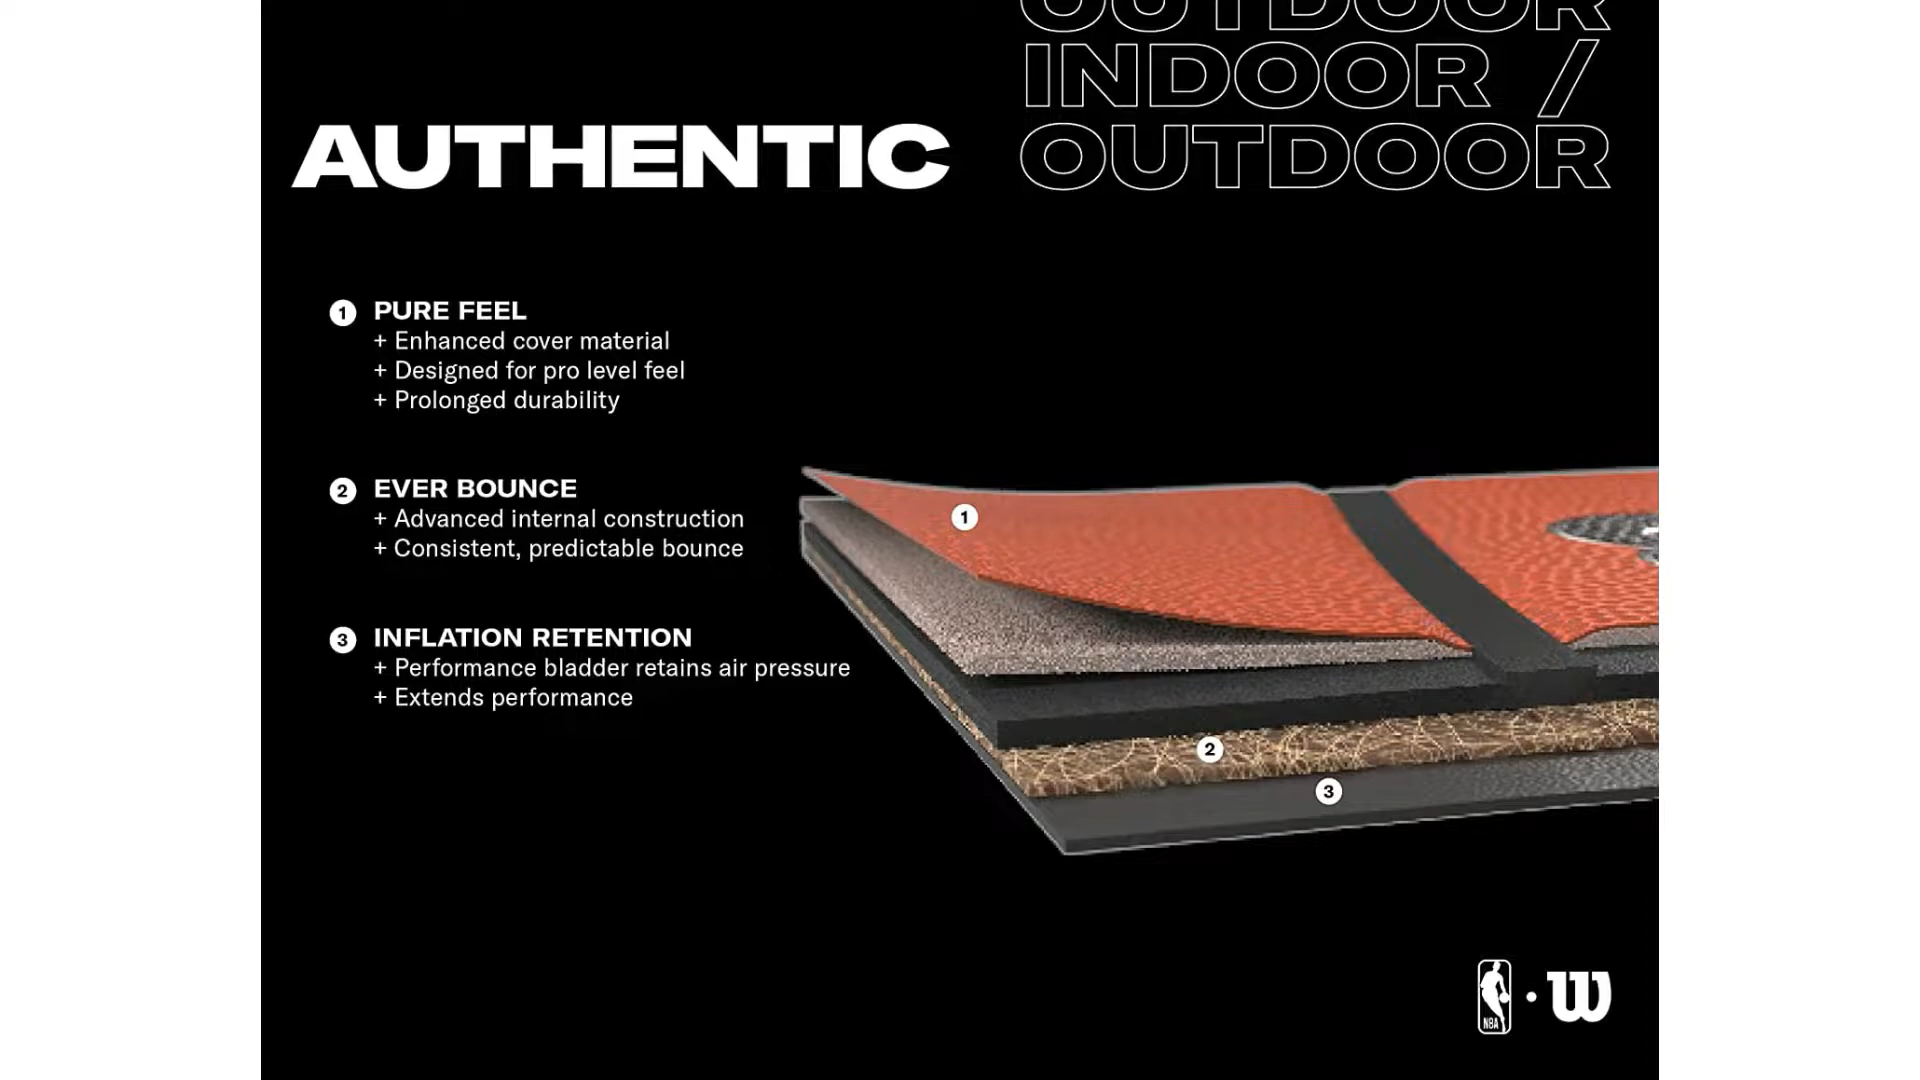 OUTDOOR
INDOOR /
AUTHENTIC OUTDOOR
1 PURE FEEL
+ Enhanced cover material
+ Designed for pro level feel
+ Prolonged durability
2 EVER BOUNCE
+ Advanced internal construction
+ Consistent, predictable bounce
3 INFLATION RETENTION
+ Performance bladder retains air pressure
+ Extends performance
1
2
3
NBA · W